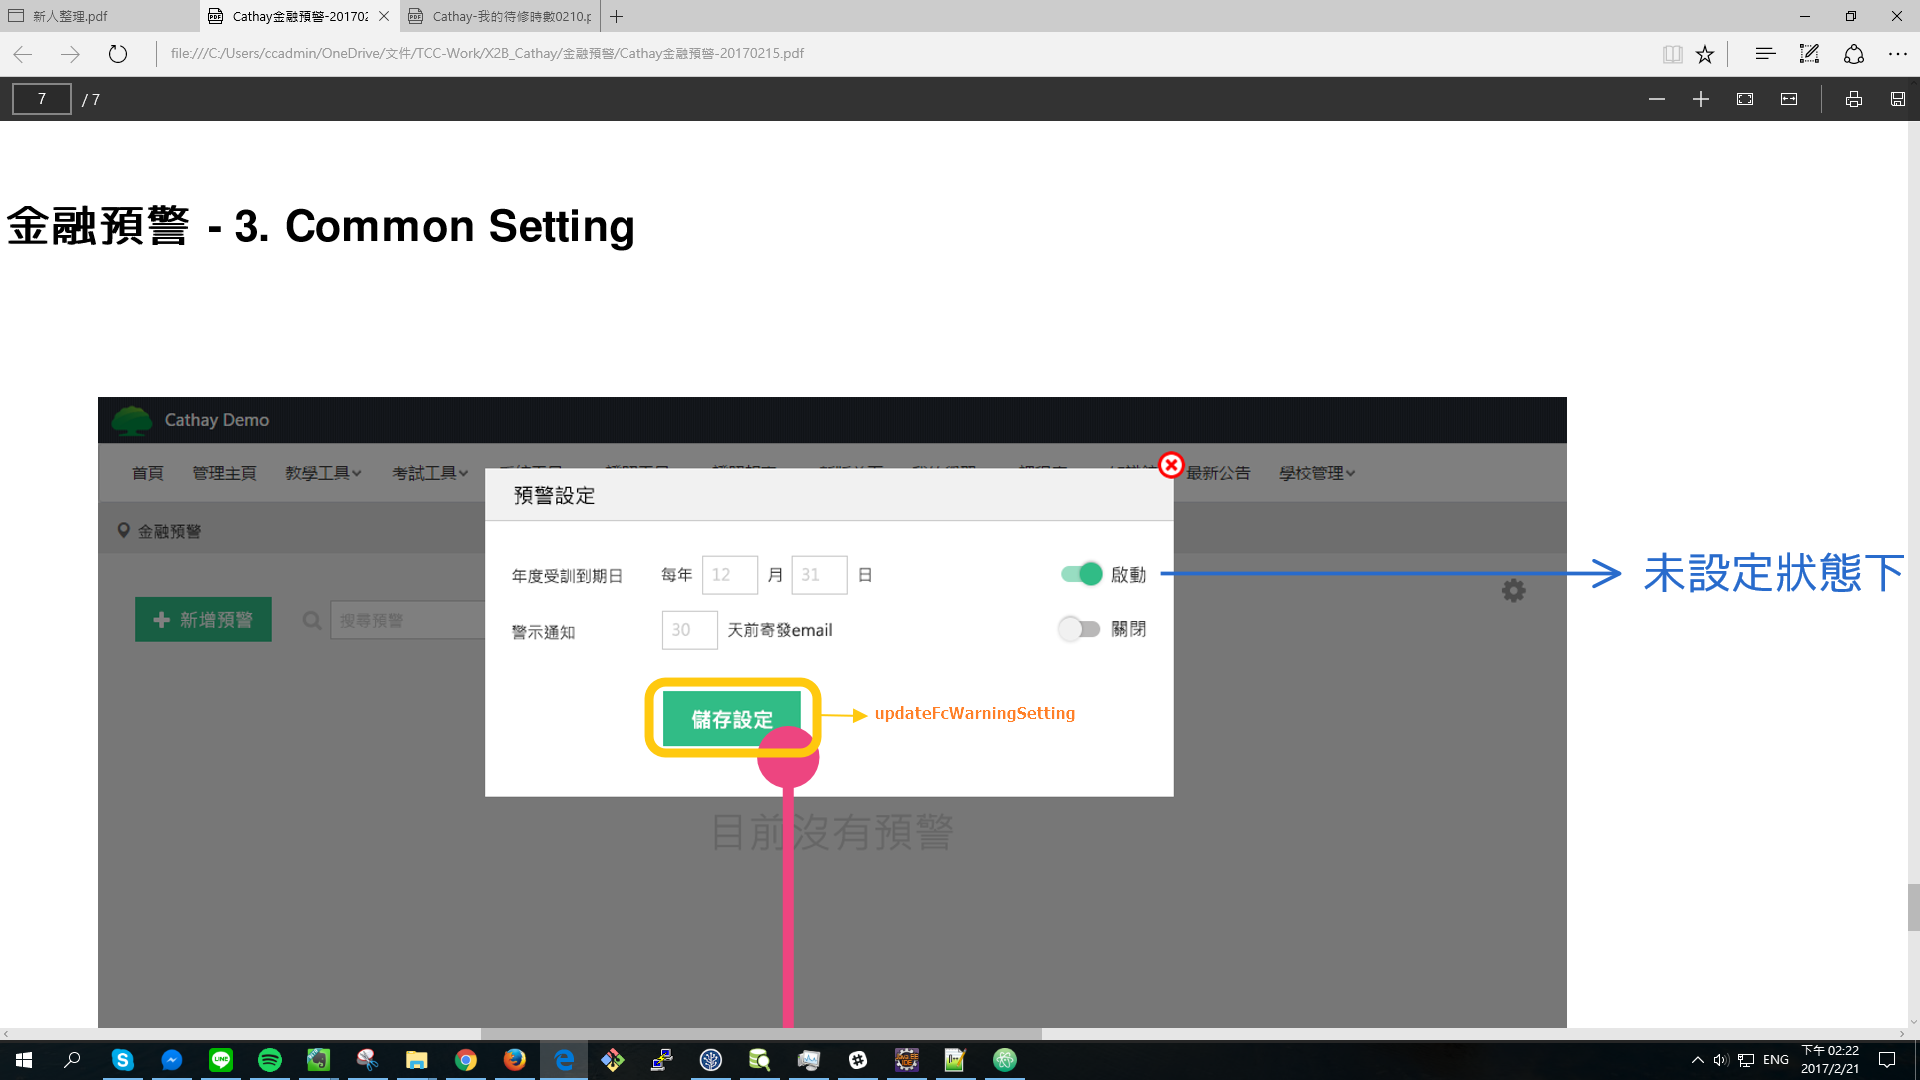 新人整理.pdf
Cathay金融預警-201702
Cathay-我的待修時數0210.p
file:///C:/Users/ccadmin/OneDrive/文件/TCC-Work/X2B_Cathay/金融預警/Cathay金融預警-20170215.pdf
7 / 7
金融預警 - 3. Common Setting
Cathay Demo
首頁 管理主頁 教學工具 考試工具 最新公告 學校管理
預警設定
金融預警
年度受訓到期日 每年 12 月 31 日 啟動
未設定狀態下
新增預警 搜尋預警
警示通知 30 天前寄發email 關閉
儲存設定
updateFcWarningSetting
目前沒有預警
ENG
下午 02:22
2017/2/21